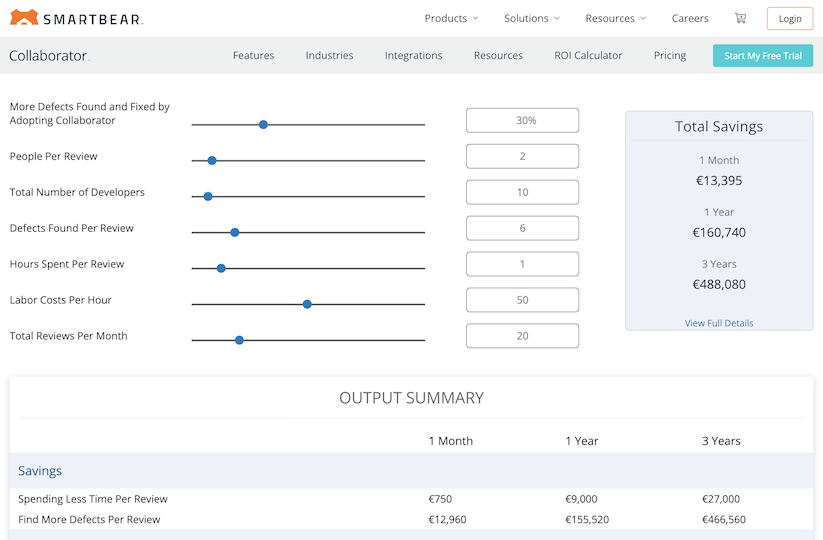 SMARTBEAR
Products Solutions Resources Careers Login
Collaborator Features Industries Integrations Resources ROI Calculator Pricing Start My Free Trial
More Defects Found and Fixed by
Adopting Collaborator
30%
People Per Review
2
Total Number of Developers
10
Defects Found Per Review
6
Hours Spent Per Review
1
Labor Costs Per Hour
50
Total Reviews Per Month
20
Total Savings
1 Month
€13,395
1 Year
€160,740
3 Years
€488,080
View Full Details
OUTPUT SUMMARY
1 Month 1 Year 3 Years
Savings
Spending Less Time Per Review €750 €9,000 €27,000
Find More Defects Per Review €12,960 €155,520 €466,560